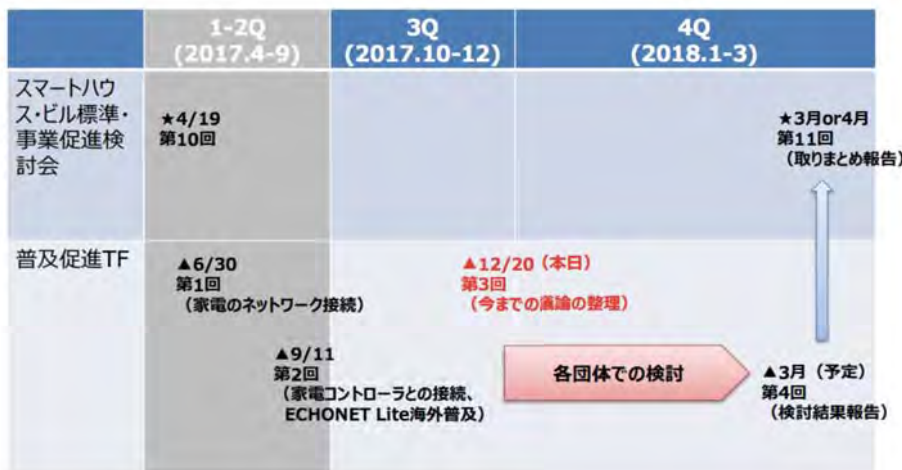 1-2Q
(2017.4-9)
3Q
(2017.10-12)
4Q
(2018.1-3)
スマートハウ
ス・ビル標準・
事業促進検
討会
★4/19
第10回
★3月or4月
第11回
（取りまとめ報告）
普及促進TF
▲6/30
第1回
（家電のネットワーク接続）
▲9/11
第2回
（家電コントローラとの接続、
ECHONET Lite海外普及）
▲12/20（本日）
第3回
（今までの議論の整理）
各団体での検討
▲3月（予定）
第4回
（検討結果報告）